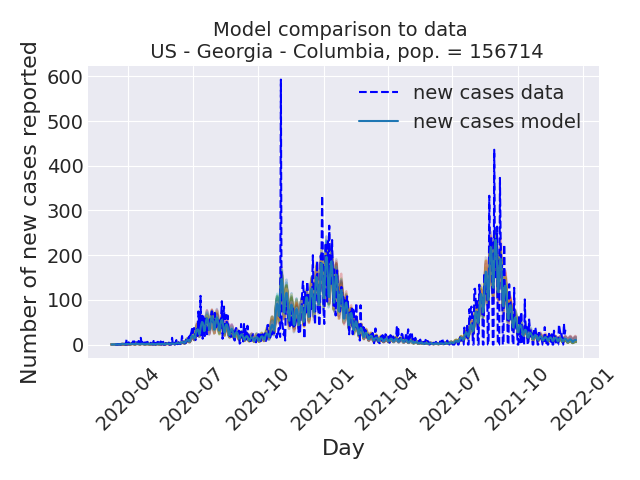 Model comparison to data
US - Georgia - Columbia, pop. = 156714
Number of new cases reported
600
500
400
300
200
100
0
new cases data
new cases model
2020-04
2020-07
2020-10
2021-01
2021-04
2021-07
2021-10
2022-01
Day